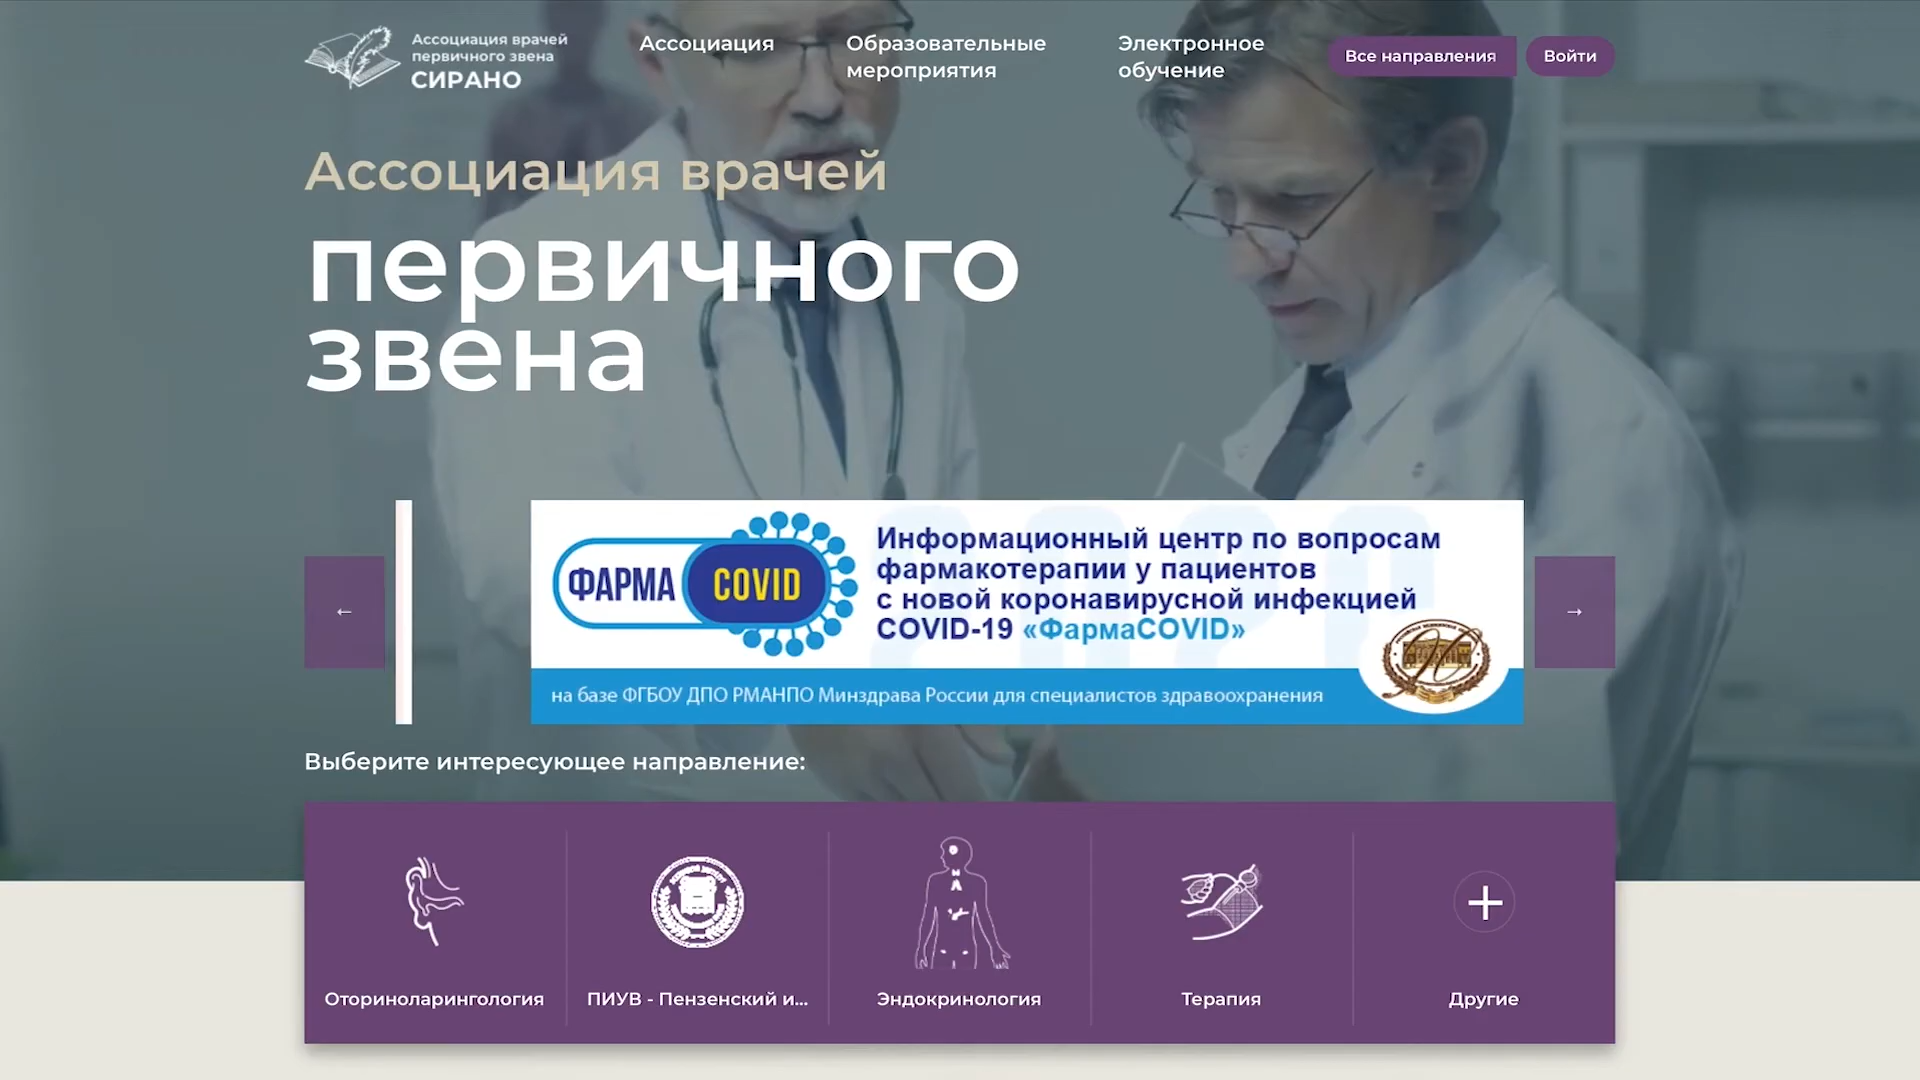 Ассоциация врачей
первичного звена
СИРАНО
Ассоциация
Образовательные
мероприятия
Электронное
обучение
Все направления
Войти
Ассоциация врачей
первичного
звена
←
ФАРМА COVID
Информационный центр по вопросам
фармакотерапии у пациентов
с новой коронавирусной инфекцией
COVID-19 «ФармаCOVID»
на базе ФГБОУ ДПО РМАНПО Минздрава России для специалистов здравоохранения
→
Выберите интересующее направление:
Оториноларингология
ПИУВ - Пензенский и...
Эндокринология
Терапия
Другие